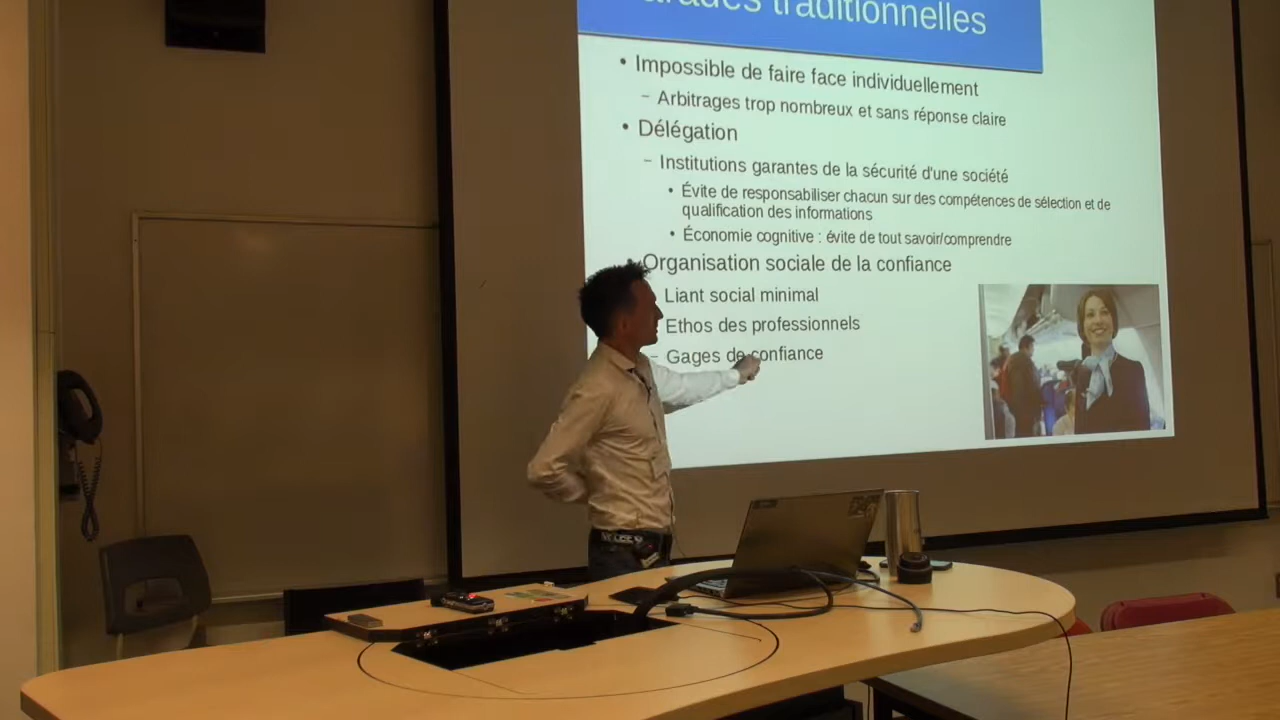 traditionnelles
• Impossible de faire face individuellement
– Arbitrages trop nombreux et sans réponse claire
• Délégation
– Institutions garantes de la sécurité d'une société
• Évite de responsabiliser chacun sur des compétences de sélection et de
qualification des informations
• Économie cognitive : évite de tout savoir/comprendre
Organisation sociale de la confiance
Liant social minimal
Ethos des professionnels
– Gages de confiance